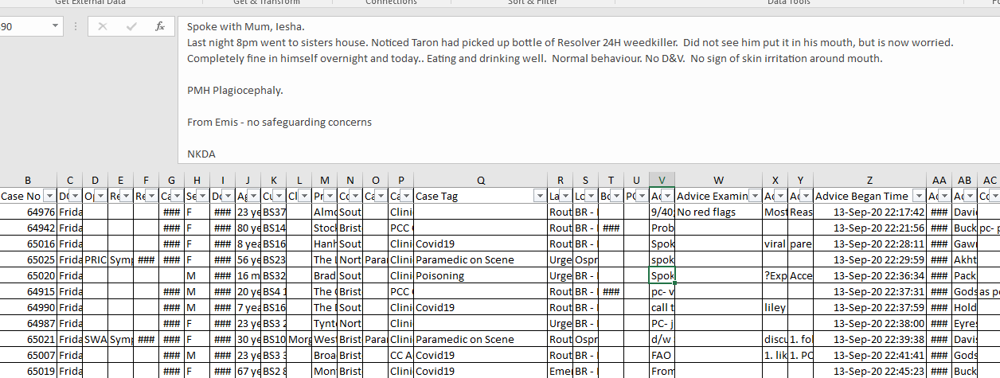 Get External Data Get & Transform Connections Sort & Filter Data Tools
90 fx
Spoke with Mum, Iesha.
Last night 8pm went to sisters house. Noticed Taron had picked up bottle of Resolver 24H weedkiller.  Did not see him put it in his mouth, but is now worried.
Completely fine in himself overnight and today.. Eating and drinking well.  Normal behaviour. No D&V.  No sign of skin irritation around mouth.
PMH Plagiocephaly.
From Emis - no safeguarding concerns
NKDA
B C D E F G H I J K L M N O P Q R S T U V W X Y Z AA AB AC
Case No Re Re Ca Se Cu Cl Pr Co Ca Ca Case Tag La Lo Bo PC Ad Advice Examin Ad Ad Advice Began Time Ad Ad Co
64976 Frida ### F ### 23 ye BS37 Almo Sout Clini Rout BR - 9/40 No red flags Most Reas 13-Sep-20 22:17:42 ### Davi
64942 Frida ### F ### 80 ye BS14 Stoc Brist PCC Rout BR - ### Prob 13-Sep-20 22:21:56 ### Buck pc- p
65016 Frida ### F ### 8 yea BS16 Hanh Sout Clini Covid19 Rout BR - Spok viral pare 13-Sep-20 22:28:11 ### Gawr
65025 Frida PRIC Symp ### ### F ### 56 ye BS23 The Nort Para Clini Paramedic on Scene Urge Ospr spok 13-Sep-20 22:29:59 ### Akht
65020 Frida M ### 16 m BS32 Brad Sout Clini Poisoning Urge BR - Spok ?Exp Acce 13-Sep-20 22:36:34 ### Pack
64915 Frida ### M ### 20 ye BS4 1 The Brist PCC Rout BR - ### pc- v 13-Sep-20 22:37:31 ### Gods as pe
64990 Frida ### M ### 7 yea BS16 The Sout Clini Covid19 Rout BR - call t liley 13-Sep-20 22:37:59 ### Hold
64987 Frida ### F ### 23 ye BS3 2 Tynt Nort Clini Urge BR - PC- j 13-Sep-20 22:38:00 ### Eyre
65021 Frida SWA Symp ### ### F ### 30 ye BS10 Morg West Brist Para Clini Paramedic on Scene Rout Ospr d/w discu 1. fol 13-Sep-20 22:39:38 ### Davi
65007 Frida ### M ### 23 ye BS3 3 Broa Brist CC A Covid19 Rout BR - FAO 1. lik 1. PC 13-Sep-20 22:41:41 ### Gods
65019 Frida ### F ### 67 ye BS2 8 Mon Brist Clini Covid19 Emer BR - From 13-Sep-20 22:45:23 ### Buck